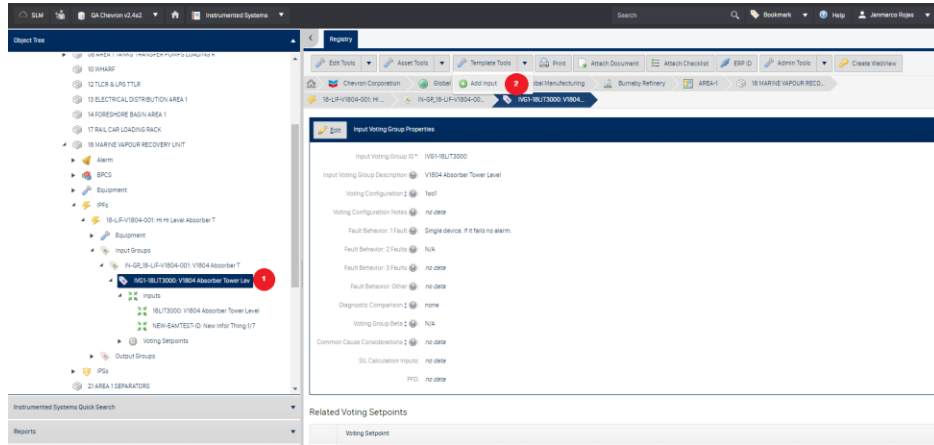 SLM
QA Chevron v2.4s2
Instrumented Systems
Search
Bookmark
Help
Jenmerco Rojas
Object Tree
Registry
10 WHARF
12 TLCR & LPG TTLR
13 ELECTRICAL DISTRIBUTION AREA 1
14 FORESHORE BASIN AREA 1
17 RAIL CAR LOADING RACK
18 MARINE VAPOUR RECOVERY UNIT
Alarm
BPCS
Equipment
IPFs
18-LIF-V1804-001: Hi Hi Level Absorber T
Equipment
Input Groups
IN-GP_18-LIF-V1804-001: V1804 Absorber T
IVG1-18LIT3000: V1804 Absorber Tower Lev
1
Inputs
18LIT3000: V1804 Absorber Tower Level
NEW-EAMTEST-ID: New Infor Thing 1/7
Voting Setpoints
Output Groups
IPSs
21 AREA 1 SEPARATORS
Instrumented Systems Quick Search
Reports
Edit Tools
Asset Tools
Template Tools
Print
Attach Document
Attach Checklist
ERP ID
Admin Tools
Create WebView
Chevron Corporation
Global
Add Input
2
obal Manufacturing
Burnaby Refinery
AREA-1
18 MARINE VAPOUR RECO...
18-LIF-V1804-001: Hi ...
IN-GP_18-LIF-V1804-00...
IVG1-18LIT3000: V1804...
Edit
Input Voting Group Properties
Input Voting Group ID *: IVG1-18LIT3000
Input Voting Group Description : V1804 Absorber Tower Level
Voting Configuration : 1oo1
Voting Configuration Notes : no data
Fault Behavior: 1 Fault : Single device. If it fails no alarm.
Fault Behavior: 2 Faults : N/A
Fault Behavior: 3 Faults : no data
Fault Behavior: Other : no data
Diagnostic Comparison : none
Voting Group Beta : N/A
Common Cause Considerations : no data
SIL Calculation Inputs: no data
PFD: no data
Related Voting Setpoints
Voting Setpoint